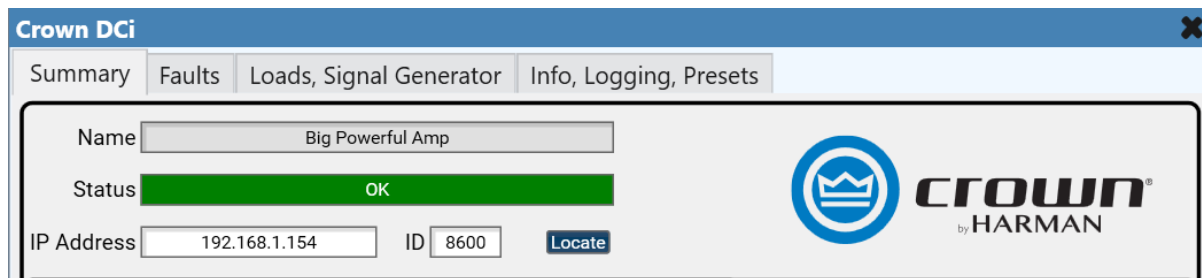 Crown DCi
Summary Faults Loads, Signal Generator Info, Logging, Presets
Name Big Powerful Amp
Status OK
IP Address 192.168.1.154 ID 8600 Locate
crown®
by HARMAN